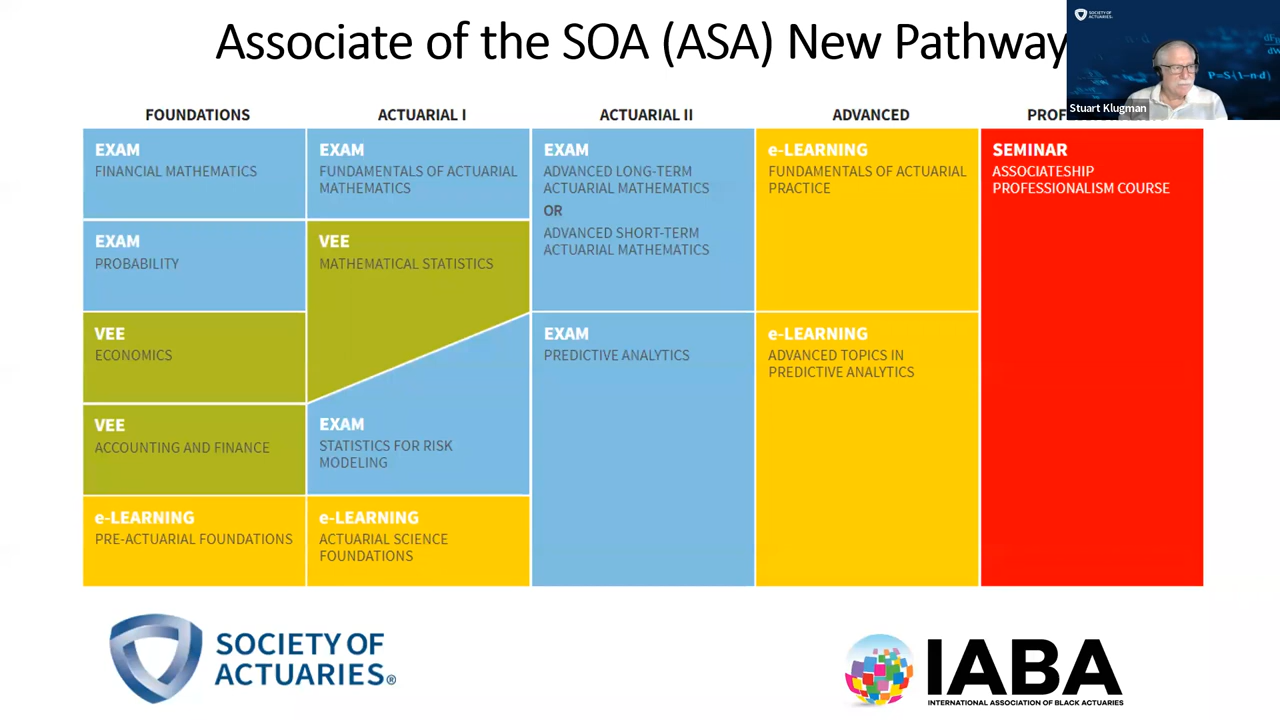 Associate of the SOA (ASA) New Pathway
SOCIETY OF
ACTUARIES
P=S(1-n-d)
Stuart Klugman
FOUNDATIONS
ACTUARIAL I
ACTUARIAL II
ADVANCED
EXAM
FINANCIAL MATHEMATICS
EXAM
PROBABILITY
VEE
ECONOMICS
VEE
ACCOUNTING AND FINANCE
e-LEARNING
PRE-ACTUARIAL FOUNDATIONS
EXAM
FUNDAMENTALS OF ACTUARIAL
MATHEMATICS
VEE
MATHEMATICAL STATISTICS
EXAM
STATISTICS FOR RISK
MODELING
e-LEARNING
ACTUARIAL SCIENCE
FOUNDATIONS
EXAM
ADVANCED LONG-TERM
ACTUARIAL MATHEMATICS
OR
ADVANCED SHORT-TERM
ACTUARIAL MATHEMATICS
EXAM
PREDICTIVE ANALYTICS
e-LEARNING
FUNDAMENTALS OF ACTUARIAL
PRACTICE
e-LEARNING
ADVANCED TOPICS IN
PREDICTIVE ANALYTICS
SEMINAR
ASSOCIATESHIP
PROFESSIONALISM COURSE
SOCIETY OF
ACTUARIES®
IABA
INTERNATIONAL ASSOCIATION OF BLACK ACTUARIES